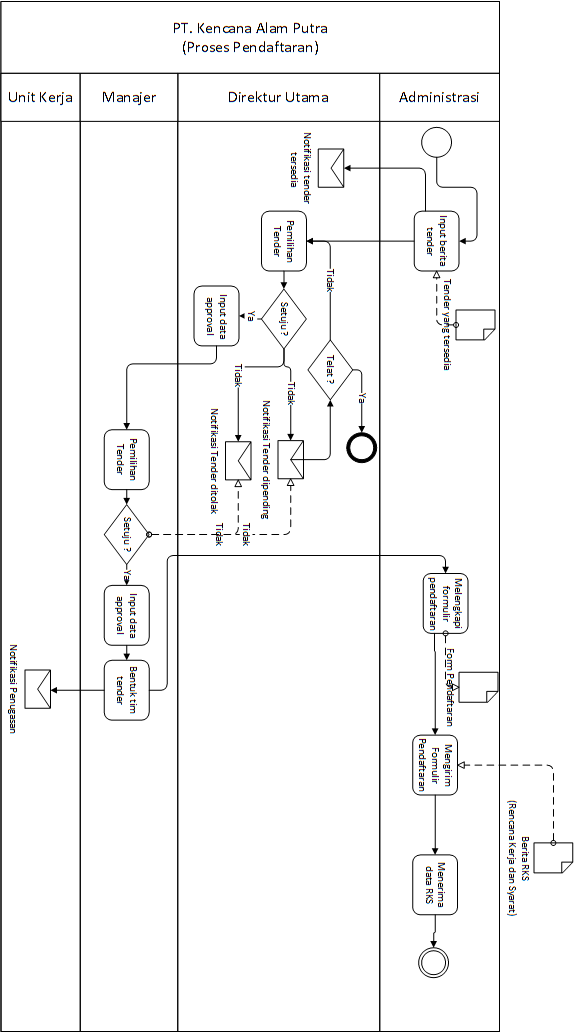 PT. Kencana Alam Putra
(Proses Pendaftaran)
Unit Kerja
Manajer
Direktur Utama
Administrasi
Notifikasi tender
tersedia
Input berita
tender
Tender yang tersedia
Pemilihan
Tender
Tidak
Setuju ?
Ya
Input data
approval
Telat ?
Ya
Tidak
Tidak
Notifikasi Tender ditolak
Notifikasi Tender dipending
Pemilihan
Tender
Setuju ?
Tidak
Tidak
Ya
Input data
approval
Bentuk tim
tender
Notifikasi Penugasan
Melengkapi
formulir
pendaftaran
Form Pendaftaran
Mengirim
Formulir
Pendaftaran
Berita RKS
(Rencana Kerja dan Syarat)
Menerima
data RKS